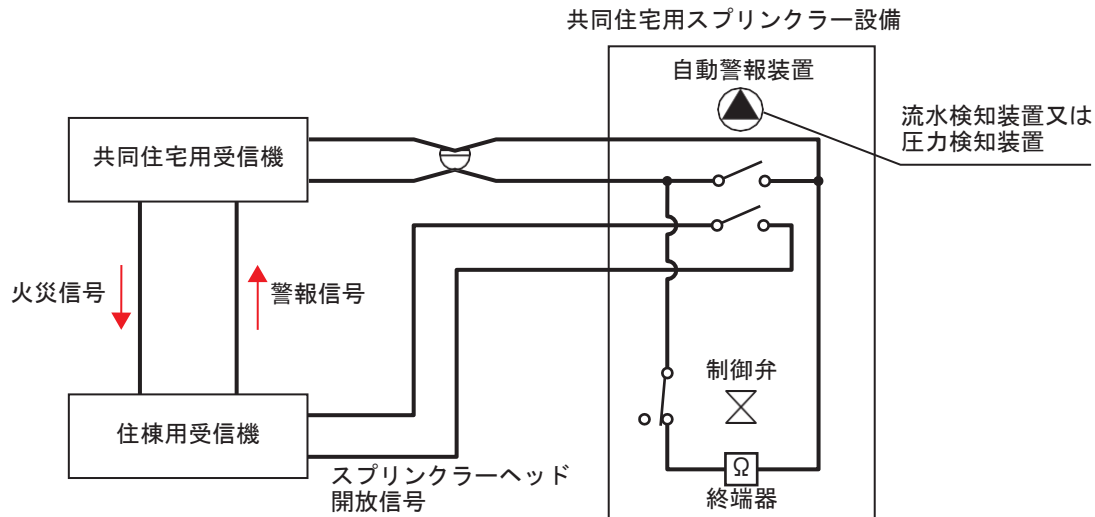 共同住宅用スプリンクラー設備
自動警報装置
流水検知装置又は
圧力検知装置
共同住宅用受信機
火災信号
警報信号
制御弁
住棟用受信機
スプリンクラーヘッド
開放信号
Ω
終端器